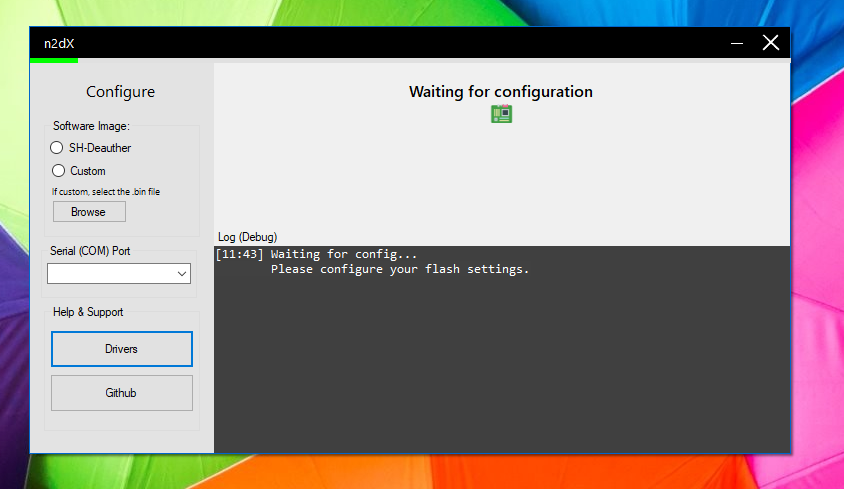 n2dX
Configure
Software Image:
SH-Deauther
Custom
If custom, select the .bin file
Browse
Serial (COM) Port
Help & Support
Drivers
Github
Waiting for configuration
Log (Debug)
[11:43] Waiting for config...
Please configure your flash settings.